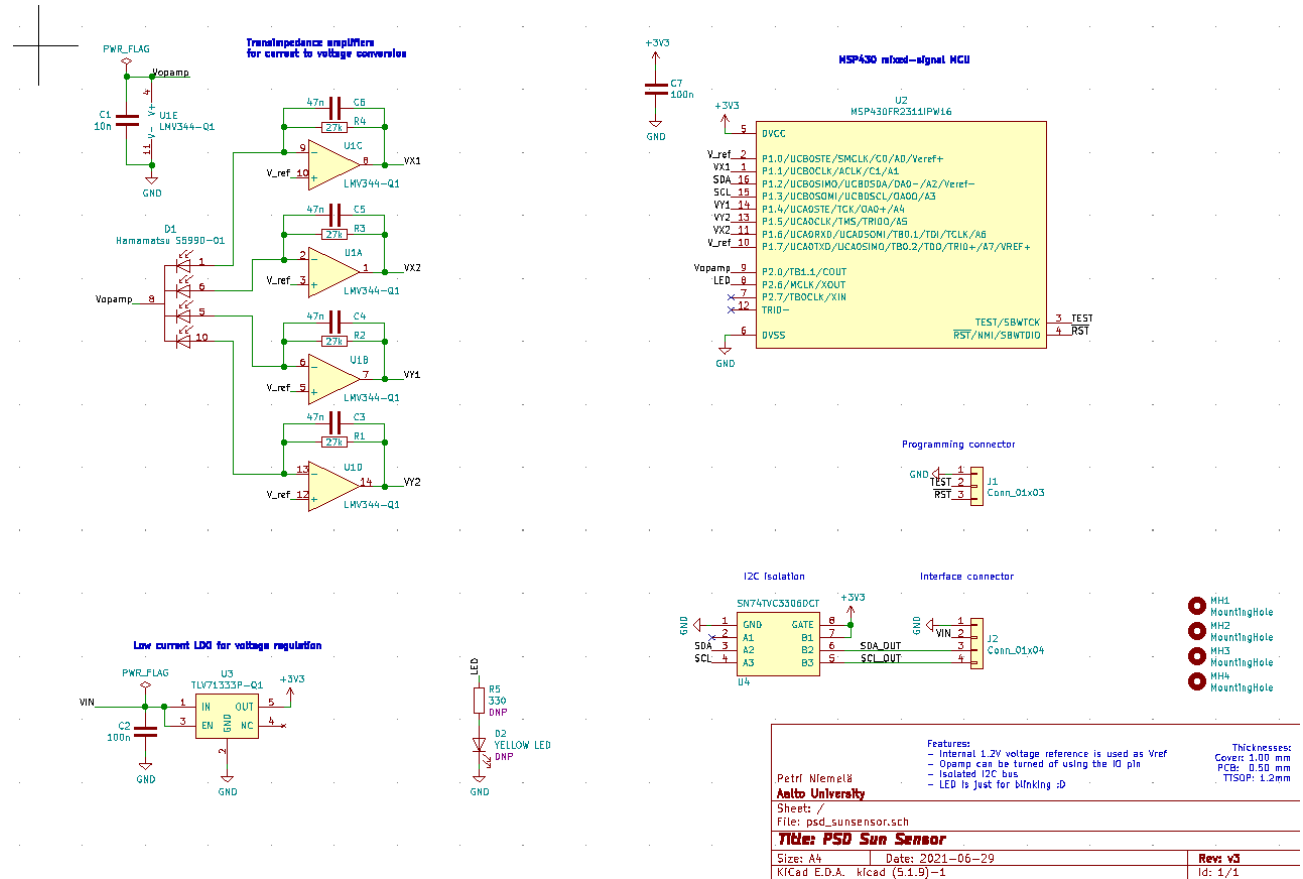 PWR_FLAG
Vopamp
C1
10n
4
V+
V-
11
U1E
LMV344-Q1
GND
Transimpedance amplifiers
for current to voltage conversion
47n C6
27k R4
U1C
9
8 VX1
V_ref 10
LMV344-Q1
47n C5
27k R3
U1A
2
1 VX2
V_ref 3
LMV344-Q1
47n C4
27k R2
U1B
6
7 VY1
V_ref 5
LMV344-Q1
47n C3
27k R1
U1D
13
14 VY2
V_ref 12
LMV344-Q1
D1
Hamamatsu S5990-01
1
6
Vopamp 8
5
10
+3V3
C7
100n
GND
MSP430 mixed-signal MCU
U2
MSP430FR2311IPW16
+3V3
5 DVCC
V_ref 2 P1.0/UCB0STE/SMCLK/C0/A0/Veref+
VX1 1 P1.1/UCB0CLK/ACLK/C1/A1
SDA 16 P1.2/UCB0SIMO/UCB0SDA/OA0-/A2/Veref-
SCL 15 P1.3/UCB0SOMI/UCB0SCL/OA0O/A3
VY1 14 P1.4/UCA0STE/TCK/OA0+/A4
VY2 13 P1.5/UCA0CLK/TMS/TRI0O/A5
VX2 11 P1.6/UCA0RXD/UCA0SOMI/TB0.1/TDI/TCLK/A6
V_ref 10 P1.7/UCA0TXD/UCA0SIMO/TB0.2/TDO/TRI0+/A7/VREF+
Vopamp 9 P2.0/TB1.1/COUT
LED 8 P2.6/MCLK/XOUT
7 P2.7/TB0CLK/XIN
12 TRI0-
TEST/SBWTCK 3 TEST
RST/NMI/SBWTDIO 4 RST
6 DVSS
GND
Programming connector
GND 1
TEST 2
RST 3
J1
Conn_01x03
I2C isolation
SN74TVC3306DCT
+3V3
GND 1 GND GATE 8
2 A1 B1 7
SDA 3 A2 B2 6 SDA_OUT
SCL 4 A3 B3 5 SCL_OUT
U4
Interface connector
GND 1
VIN 2
3
4
J2
Conn_01x04
MH1
MountingHole
MH2
MountingHole
MH3
MountingHole
MH4
MountingHole
Low current LDO for voltage regulation
PWR_FLAG
U3
TLV71333P-Q1
+3V3
VIN
1 IN OUT 5
3 EN GND NC 4
2
C2
100n
GND
GND
LED
R5
330
DNP
D2
YELLOW LED
DNP
GND
Features:
- Internal 1.2V voltage reference is used as Vref
- Opamp can be turned of using the IO pin
- Isolated I2C bus
- LED is just for blinking :D
Thicknesses:
Cover: 1.00 mm
PCB: 0.50 mm
TTSOP: 1.2mm
Petri Niemelä
Aalto University
Sheet: /
File: psd_sunsensor.sch
Title: PSD Sun Sensor
Size: A4 Date: 2021-06-29 Rev: v3
KiCad E.D.A. kicad (5.1.9)-1 Id: 1/1